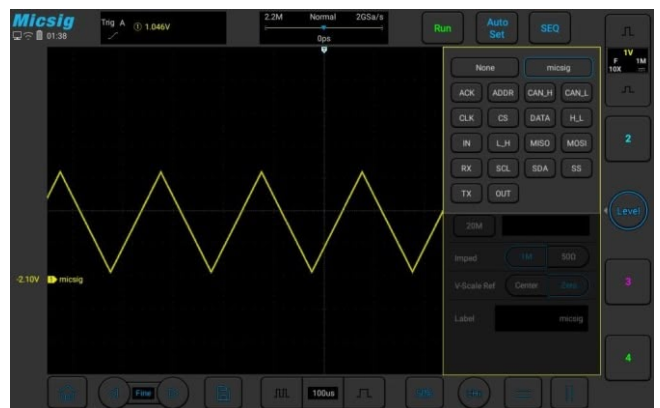 Micsig
01:38
Trig A ① 1.046V
2.2M Normal 2GSa/s
0ps
Run
Auto
Set
SEQ
1V
F 1M
10X
None micsig
ACK ADDR CAN_H CAN_L
CLK CS DATA H_L
IN L_H MISO MOSI
RX SCL SDA SS
TX OUT
20M
Imped 1M 50Ω
V-Scale Ref Center Zero
Label micsig
-2.10V 1 micsig
2
Level
3
4
Fine
100us